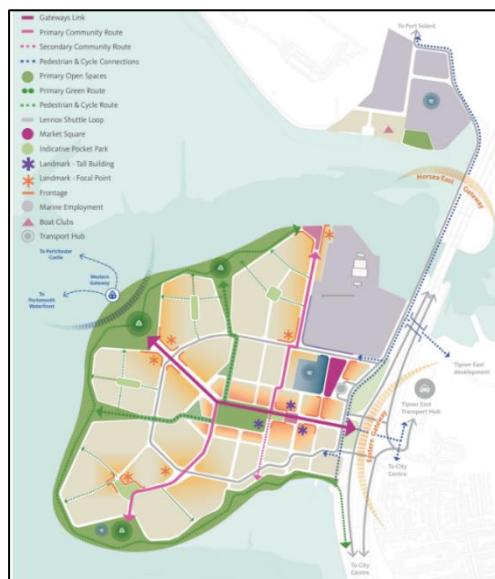 Gateways Link
Primary Community Route
Secondary Community Route
Pedestrian & Cycle Connections
Primary Open Spaces
Primary Green Route
Pedestrian & Cycle Route
Lennox Shuttle Loop
Market Square
Indicative Pocket Park
Landmark - Tall Building
Landmark - Focal Point
Frontage
Marine Employment
Boat Clubs
Transport Hub
To Port Solent
Horsea East
Gateway
To Portchester
Castle
Western
Gateway
To
Portsmouth
Waterfront
Tipner East
development
Tipner East
Transport Hub
Eastern Gateway
To City
Centre
To City
Centre